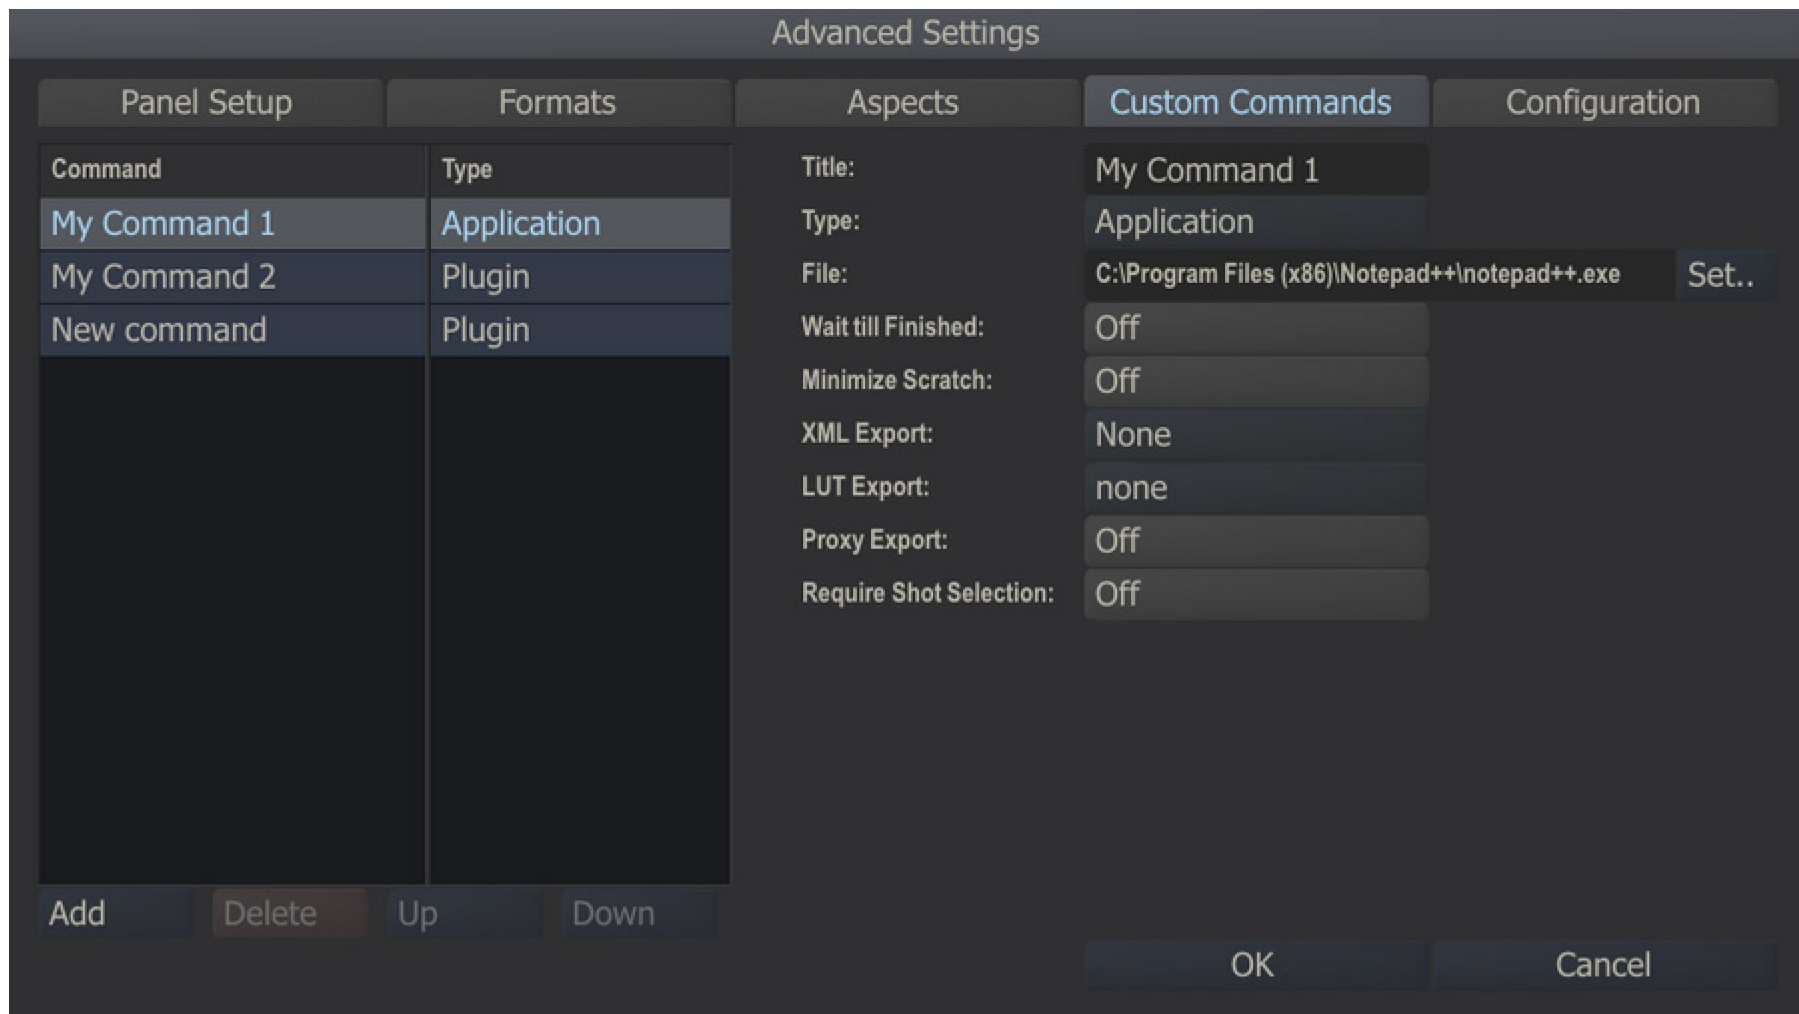 Advanced Settings
Panel Setup Formats Aspects Custom Commands Configuration
Command Type
My Command 1 Application
My Command 2 Plugin
New command Plugin
Title: My Command 1
Type: Application
File: C:\Program Files (x86)\Notepad++\notepad++.exe Set..
Wait till Finished: Off
Minimize Scratch: Off
XML Export: None
LUT Export: none
Proxy Export: Off
Require Shot Selection: Off
Add Delete Up Down
OK Cancel